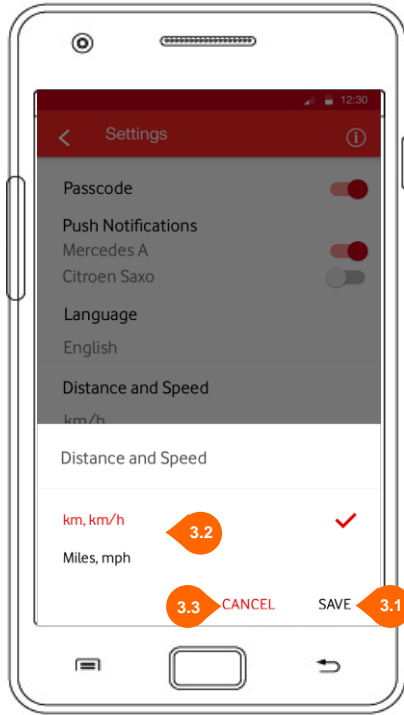 12:30
Settings
Passcode
Push Notifications
Mercedes A
Citroen Saxo
Language
English
Distance and Speed
km/h
Distance and Speed
km, km/h
3.2
Miles, mph
3.3 CANCEL SAVE 3.1